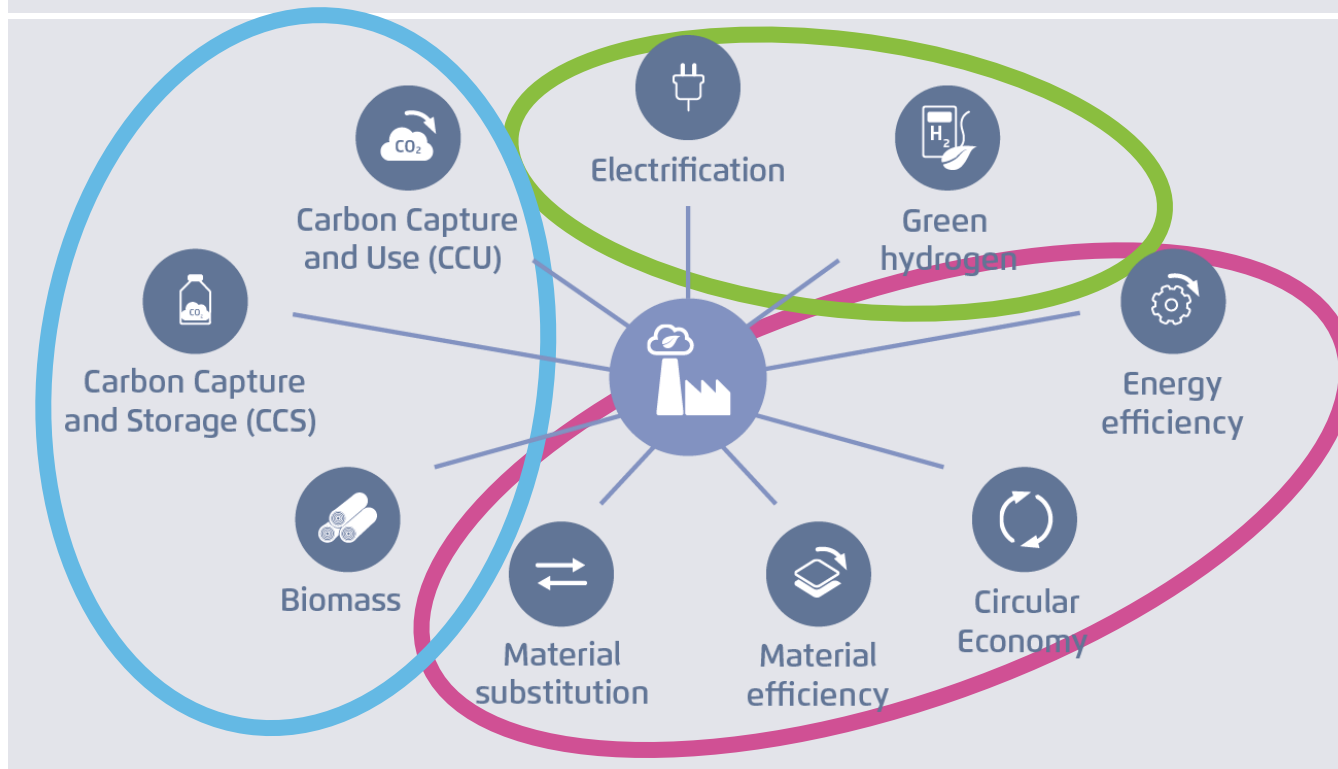 Electrification
H2
Green
hydrogen
CO2
Carbon Capture
and Use (CCU)
CO2
Carbon Capture
and Storage (CCS)
Energy
efficiency
Biomass
Material
substitution
Material
efficiency
Circular
Economy